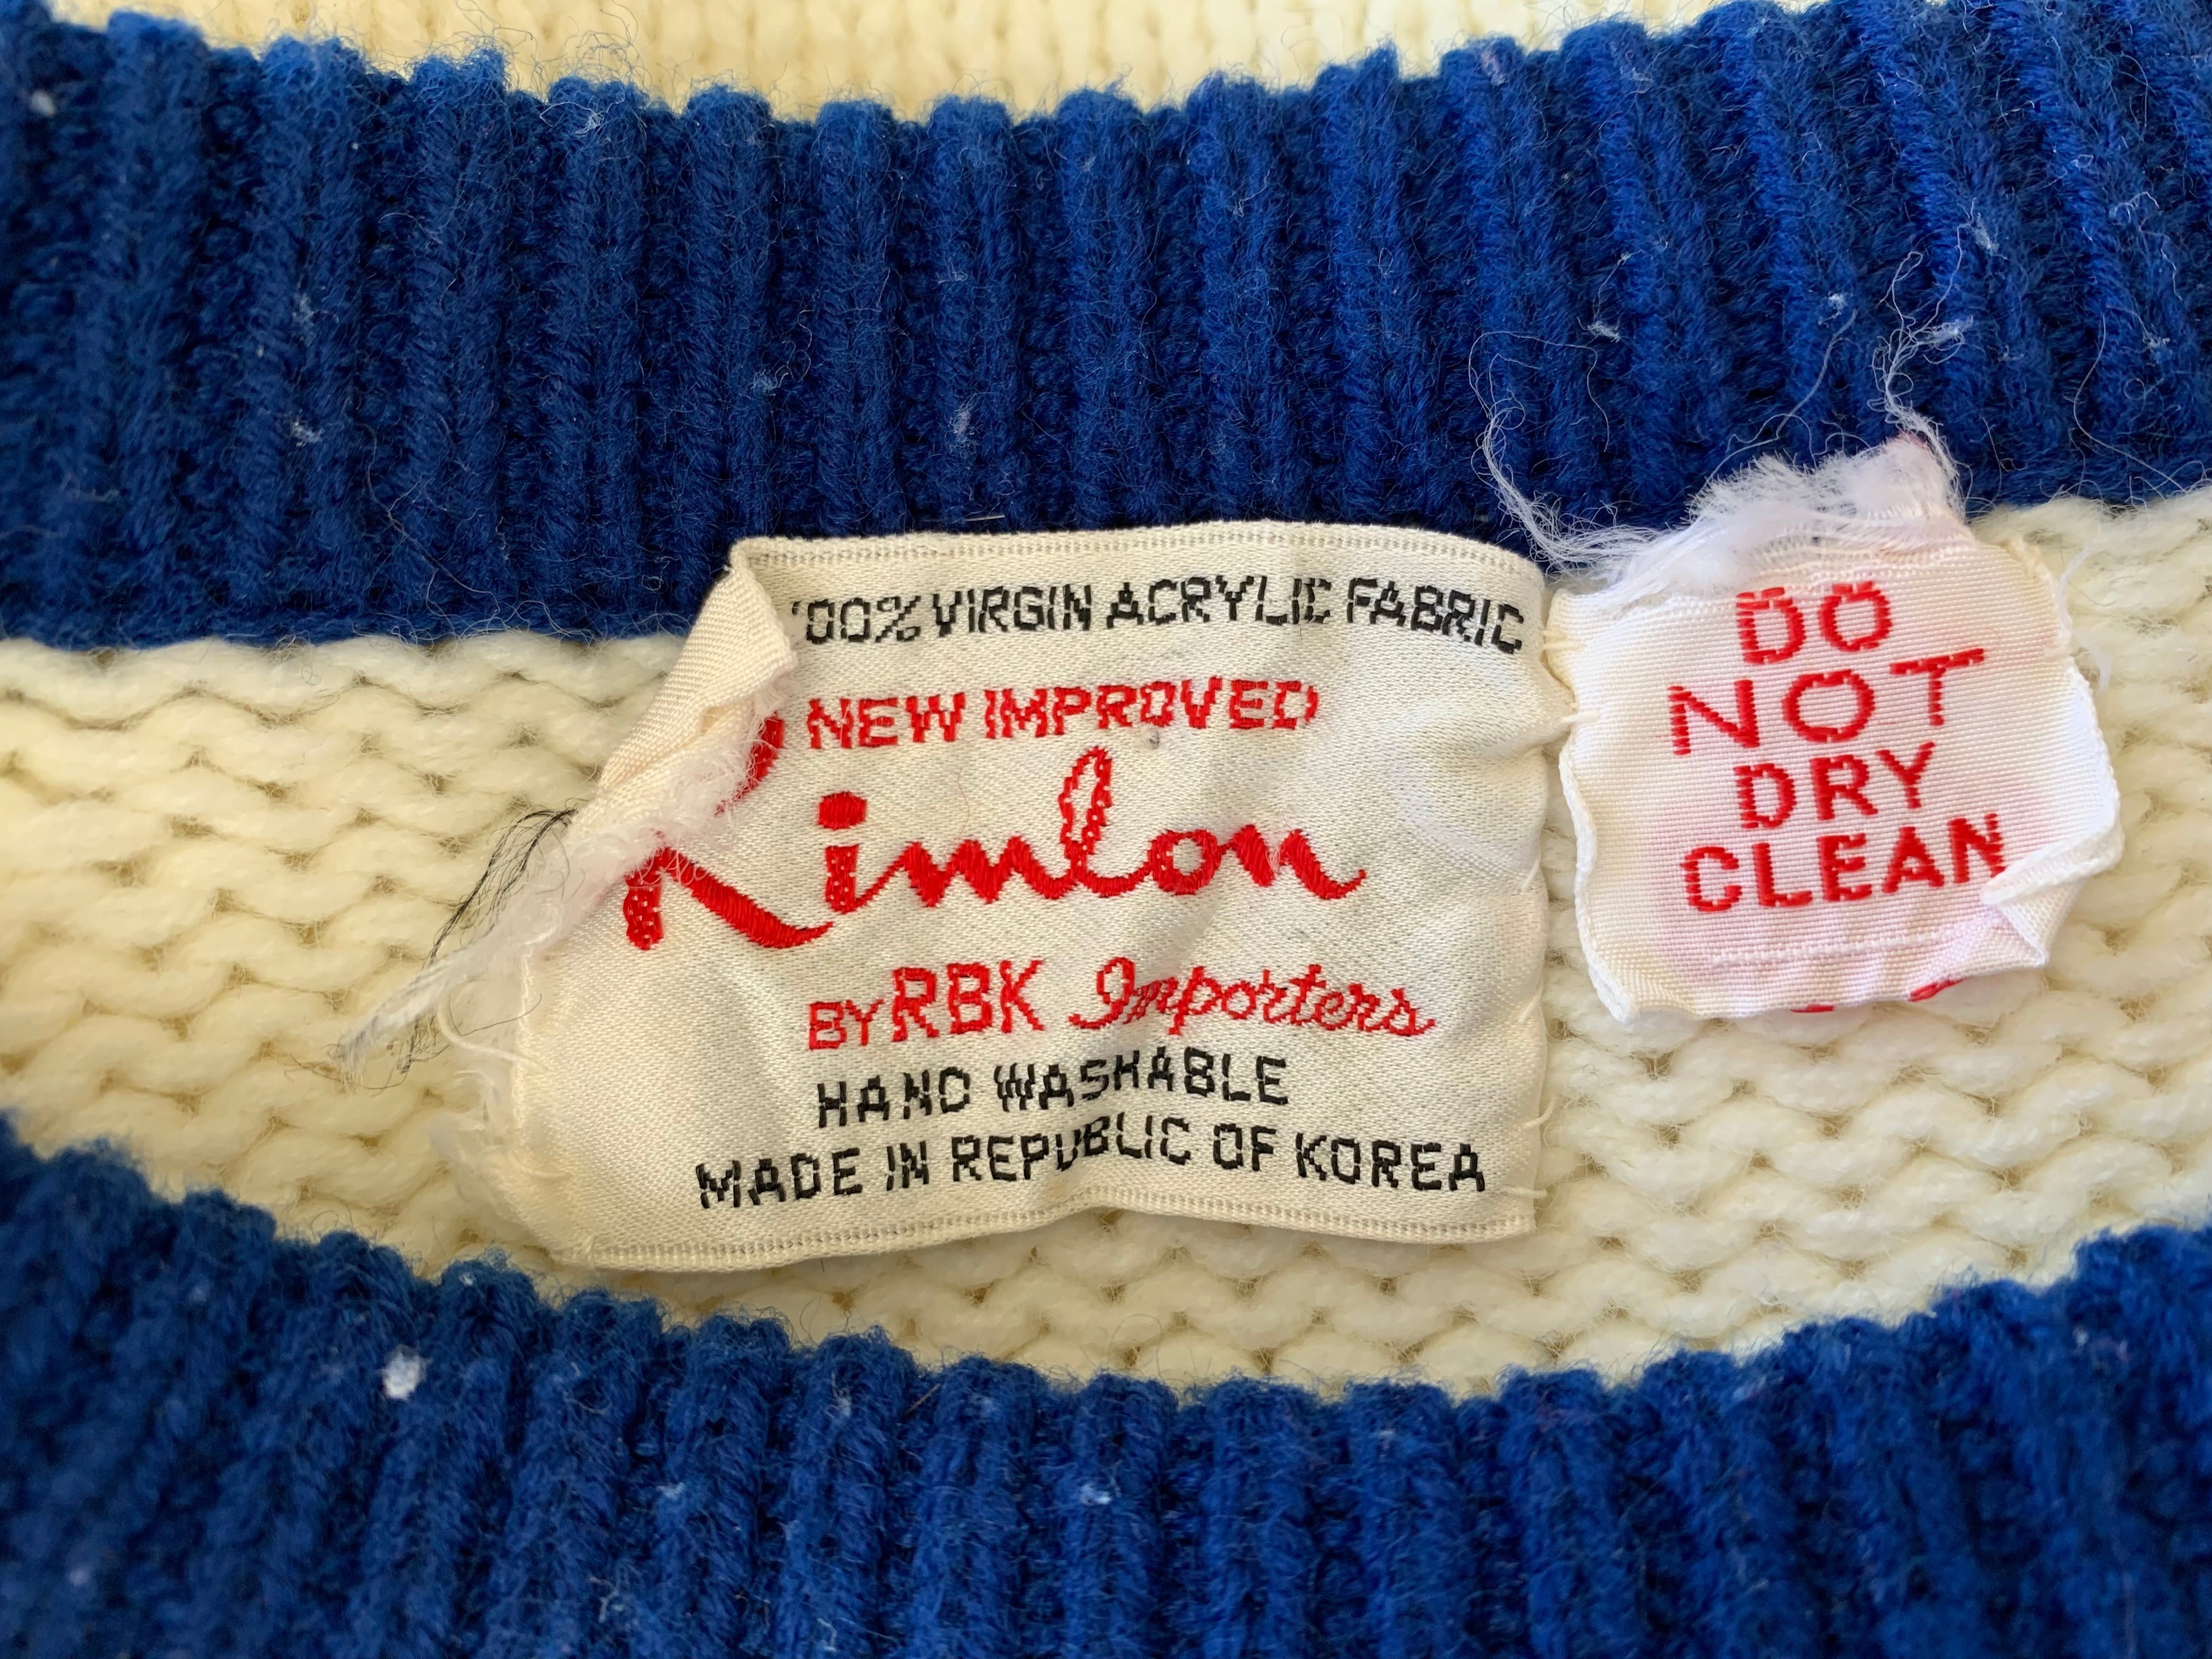 100% VIRGIN ACRYLIC FABRIC
NEW IMPROVED
Kimlon
BY RBK Importers
HAND WASHABLE
MADE IN REPUBLIC OF KOREA
DO
NOT
DRY
CLEAN